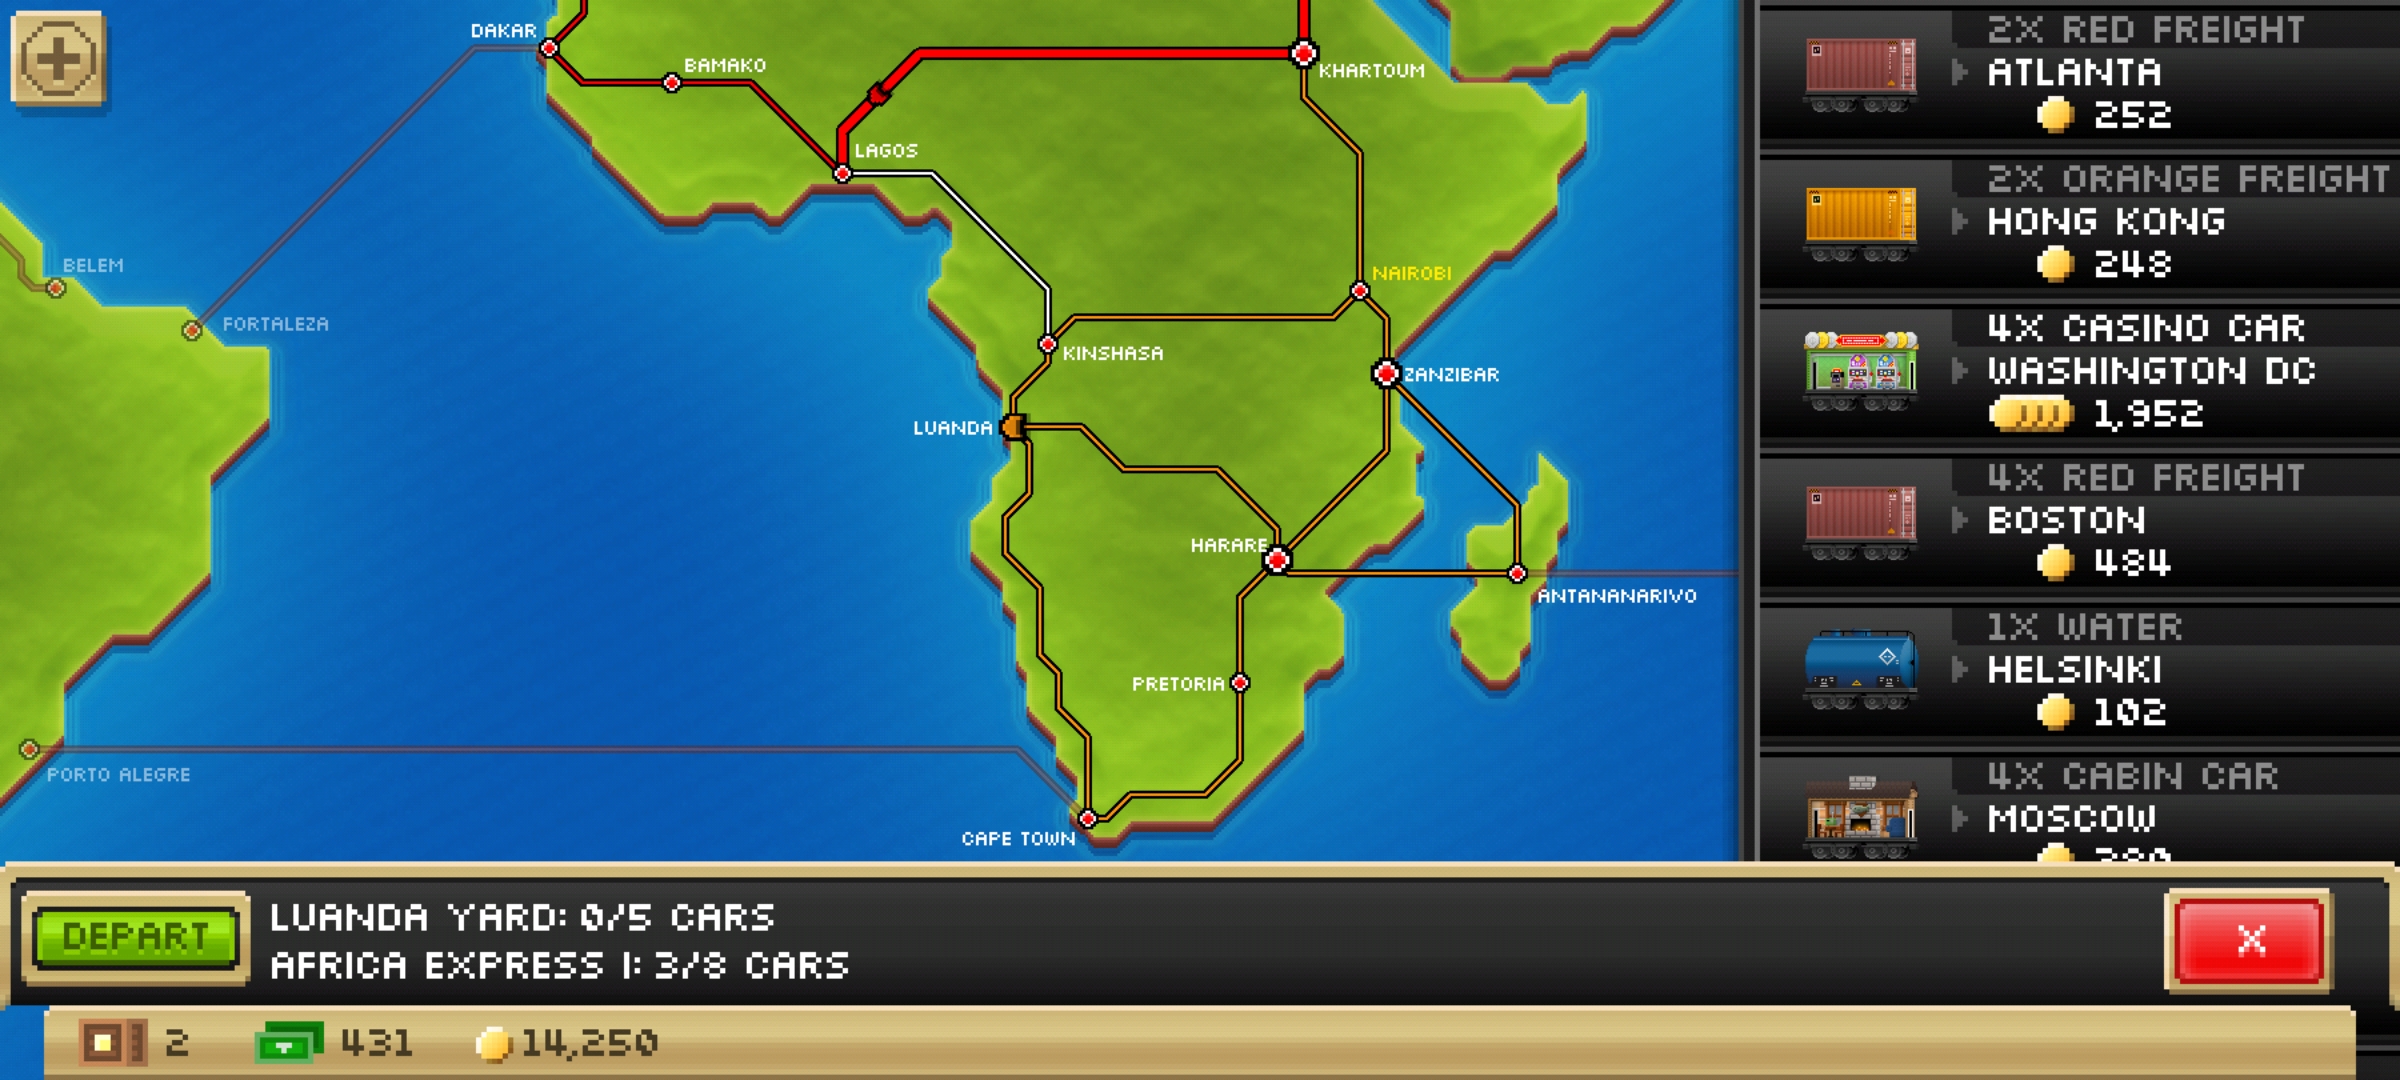 DAKAR
BAMAKO
KHARTOUM
LAGOS
BELEM
FORTALEZA
NAIROBI
KINSHASA
ZANZIBAR
LUANDA
HARARE
ANTANANARIVO
PRETORIA
PORTO ALEGRE
CAPE TOWN
2X RED FREIGHT
ATLANTA
252
2X ORANGE FREIGHT
HONG KONG
248
4X CASINO CAR
WASHINGTON DC
1,952
4X RED FREIGHT
BOSTON
484
1X WATER
HELSINKI
102
4X CABIN CAR
MOSCOW
DEPART
LUANDA YARD: 0/5 CARS
AFRICA EXPRESS I: 3/8 CARS
X
2
431
14,250